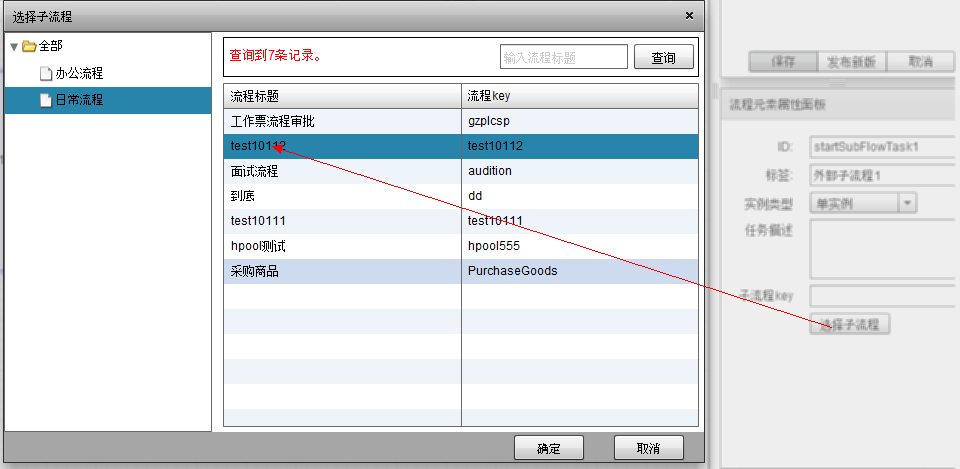 选择子流程
全部
办公流程
日常流程
查询到7条记录。
输入流程标题
查询
流程标题 流程key
工作票流程审批 gzplcsp
test10112 test10112
面试流程 audition
到底 dd
test10111 test10111
hpool测试 hpool555
采购商品 PurchaseGoods
确定 取消
保存 发布新版 取消
流程元素属性面板
ID: startSubFlowTask1
标签: 外部子流程1
实例类型 单实例
任务描述
子流程key
选择子流程